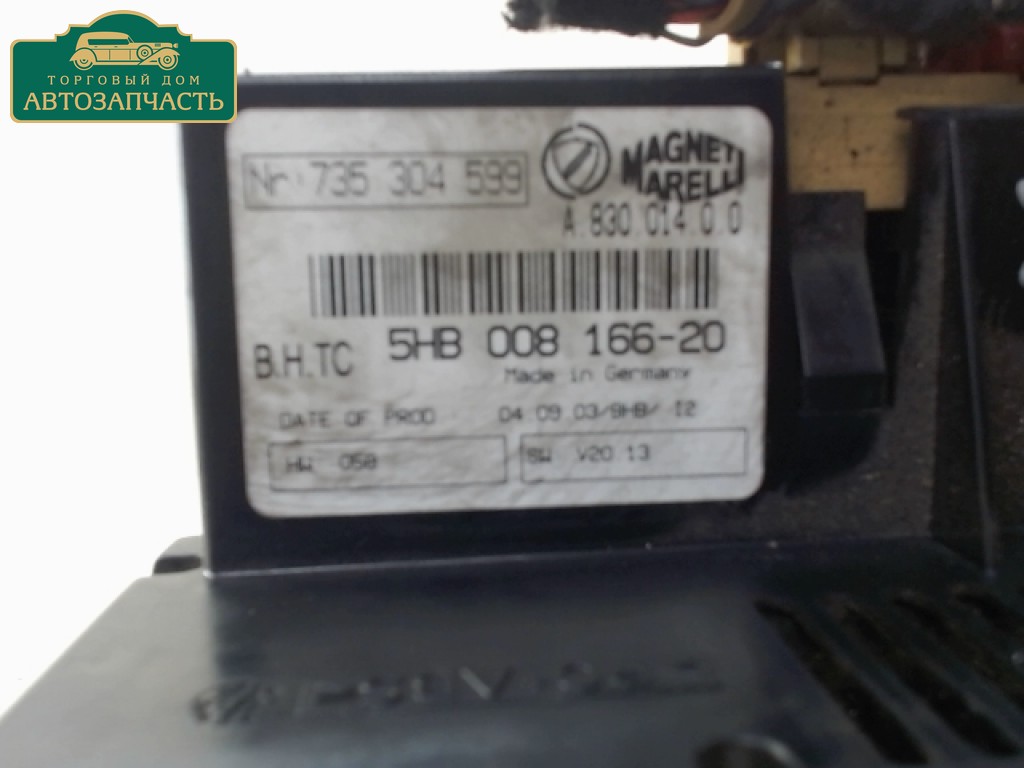 ТОРГОВЫЙ ДОМ
АВТОЗАПЧАСТЬ
Nr: 735 304 599
MAGNETI
MARELLI
A.830.014.0.0
B.H.TC 5HB 008 166-20
Made in Germany
DATE OF PROD 04.09.03/9HB/ I2
HW 058
SW V20.13